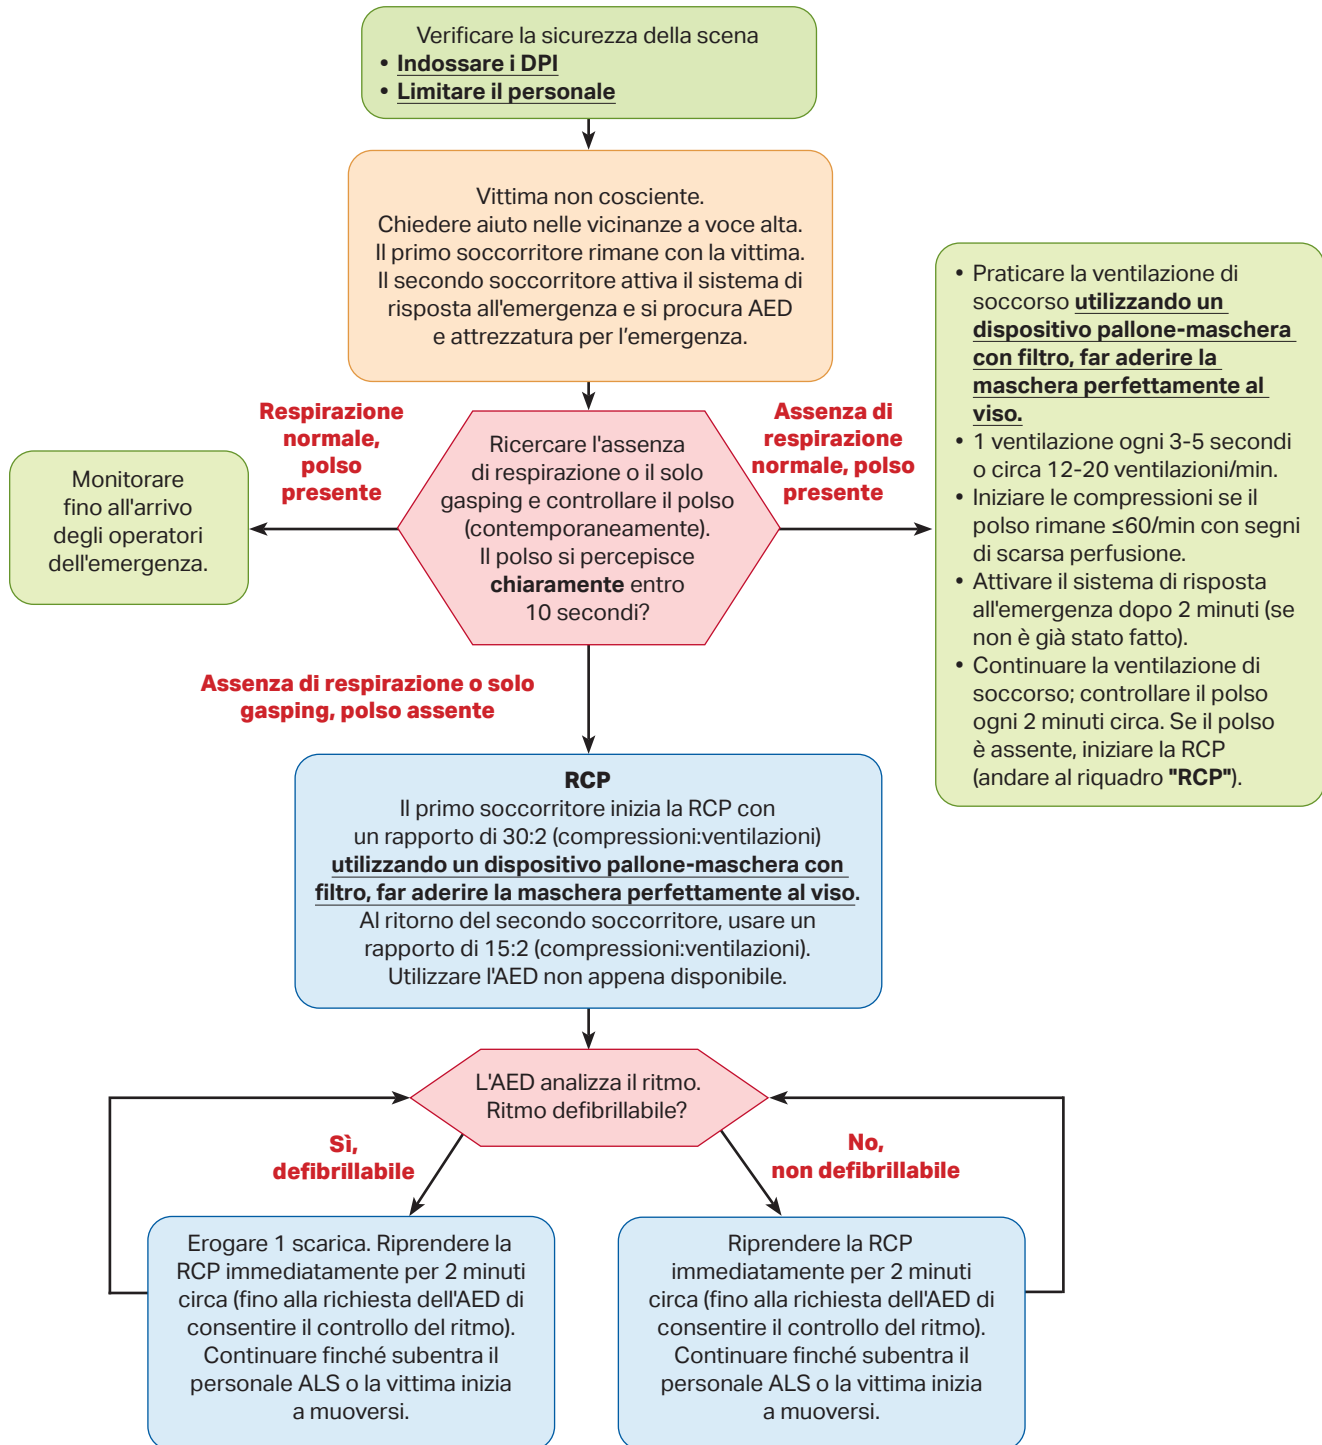 Verificare la sicurezza della scena
• Indossare i DPI
• Limitare il personale
Vittima non cosciente.
Chiedere aiuto nelle vicinanze a voce alta.
Il primo soccorritore rimane con la vittima.
Il secondo soccorritore attiva il sistema di
risposta all'emergenza e si procura AED
e attrezzatura per l’emergenza.
Respirazione
normale,
polso
presente
Monitorare
fino all'arrivo
degli operatori
dell'emergenza.
Ricercare l'assenza
di respirazione o il solo
gasping e controllare il polso
(contemporaneamente).
Il polso si percepisce
chiaramente entro
10 secondi?
Assenza di
respirazione
normale, polso
presente
• Praticare la ventilazione di
soccorso utilizzando un
dispositivo pallone-maschera
con filtro, far aderire la
maschera perfettamente al
viso.
• 1 ventilazione ogni 3-5 secondi
o circa 12-20 ventilazioni/min.
• Iniziare le compressioni se il
polso rimane ≤60/min con segni
di scarsa perfusione.
• Attivare il sistema di risposta
all'emergenza dopo 2 minuti (se
non è già stato fatto).
• Continuare la ventilazione di
soccorso; controllare il polso
ogni 2 minuti circa. Se il polso
è assente, iniziare la RCP
(andare al riquadro "RCP").
Assenza di respirazione o solo
gasping, polso assente
RCP
Il primo soccorritore inizia la RCP con
un rapporto di 30:2 (compressioni:ventilazioni)
utilizzando un dispositivo pallone-maschera con
filtro, far aderire la maschera perfettamente al viso.
Al ritorno del secondo soccorritore, usare un
rapporto di 15:2 (compressioni:ventilazioni).
Utilizzare l'AED non appena disponibile.
L'AED analizza il ritmo.
Ritmo defibrillabile?
Sì,
defibrillabile
No,
non defibrillabile
Erogare 1 scarica. Riprendere la
RCP immediatamente per 2 minuti
circa (fino alla richiesta dell'AED di
consentire il controllo del ritmo).
Continuare finché subentra il
personale ALS o la vittima inizia
a muoversi.
Riprendere la RCP
immediatamente per 2 minuti
circa (fino alla richiesta dell'AED di
consentire il controllo del ritmo).
Continuare finché subentra il
personale ALS o la vittima inizia
a muoversi.